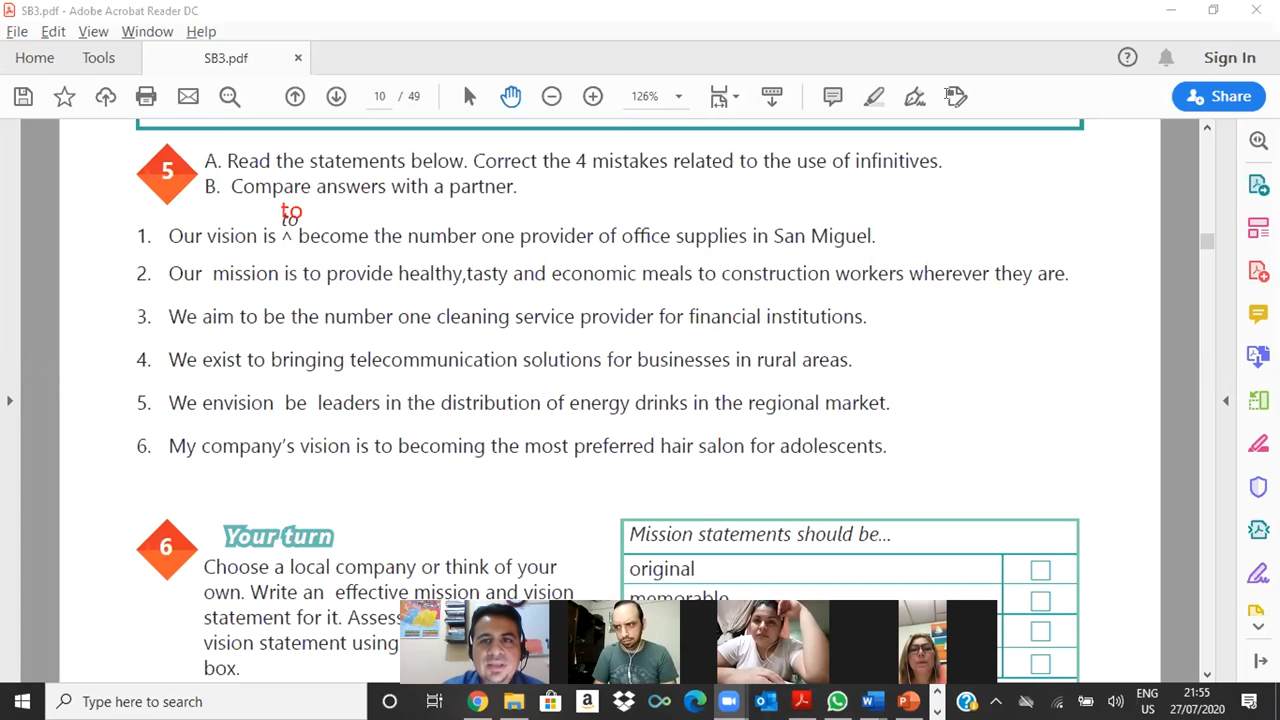 SB3.pdf - Adobe Acrobat Reader DC
File Edit View Window Help
Home Tools SB3.pdf × Sign In
10 / 49 126% Share
5 A. Read the statements below. Correct the 4 mistakes related to the use of infinitives.
B. Compare answers with a partner.
to
to
1. Our vision is ^ become the number one provider of office supplies in San Miguel.
2. Our mission is to provide healthy,tasty and economic meals to construction workers wherever they are.
3. We aim to be the number one cleaning service provider for financial institutions.
4. We exist to bringing telecommunication solutions for businesses in rural areas.
5. We envision be leaders in the distribution of energy drinks in the regional market.
6. My company's vision is to becoming the most preferred hair salon for adolescents.
6 Your turn
Choose a local company or think of your
own. Write an effective mission and vision
statement for it. Assess
vision statement using
box.
Mission statements should be...
original
memorable
Type here to search
ENG
US
21:55
27/07/2020